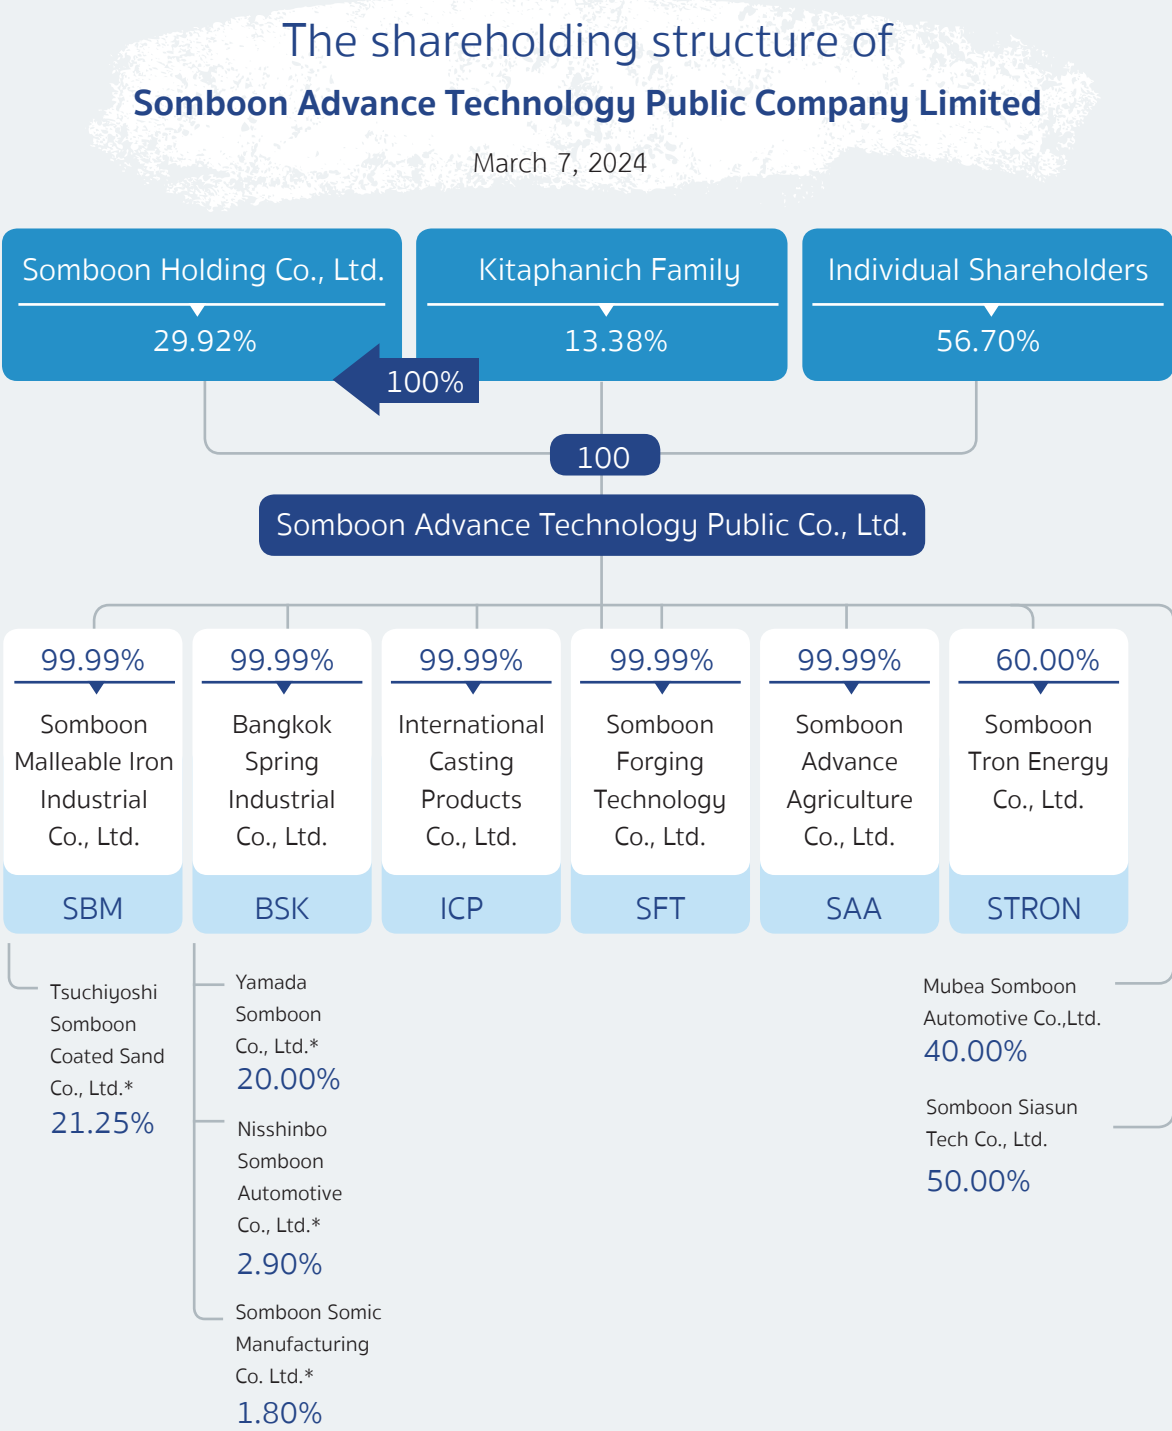 The shareholding structure of
Somboon Advance Technology Public Company Limited
March 7, 2024
Somboon Holding Co., Ltd.
29.92%
Kitaphanich Family
13.38%
Individual Shareholders
56.70%
100%
100
Somboon Advance Technology Public Co., Ltd.
99.99%
Somboon
Malleable Iron
Industrial
Co., Ltd.
SBM
99.99%
Bangkok
Spring
Industrial
Co., Ltd.
BSK
99.99%
International
Casting
Products
Co., Ltd.
ICP
99.99%
Somboon
Forging
Technology
Co., Ltd.
SFT
99.99%
Somboon
Advance
Agriculture
Co., Ltd.
SAA
60.00%
Somboon
Tron Energy
Co., Ltd.
STRON
Tsuchiyoshi
Somboon
Coated Sand
Co., Ltd.*
21.25%
Yamada
Somboon
Co., Ltd.*
20.00%
Nisshinbo
Somboon
Automotive
Co., Ltd.*
2.90%
Somboon Somic
Manufacturing
Co. Ltd.*
1.80%
Mubea Somboon
Automotive Co.,Ltd.
40.00%
Somboon Siasun
Tech Co., Ltd.
50.00%